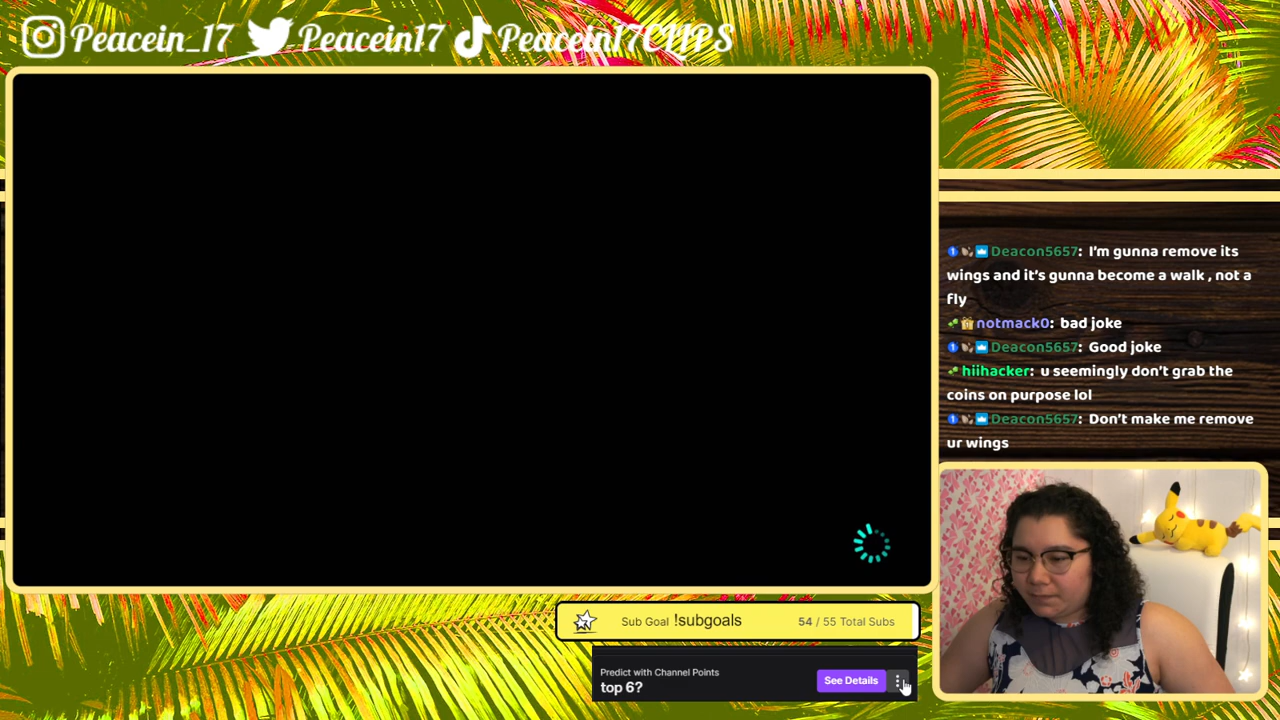 Peacein_17 Peacein17 Peacein17CTTPS
Deacon5657: I'm gunna remove its
wings and it's gunna become a walk , not a
fly
notmack0: bad joke
Deacon5657: Good joke
hiihacker: u seemingly don't grab the
coins on purpose lol
Deacon5657: Don't make me remove
ur wings
Sub Goal !subgoals 54 / 55 Total Subs
Predict with Channel Points
top 6?
See Details